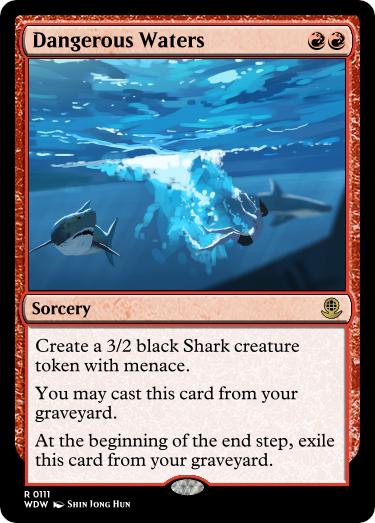 Dangerous Waters
Sorcery
Create a 3/2 black Shark creature
token with menace.
You may cast this card from your
graveyard.
At the beginning of the end step, exile
this card from your graveyard.
R 0111
WDW Shin Jong Hun